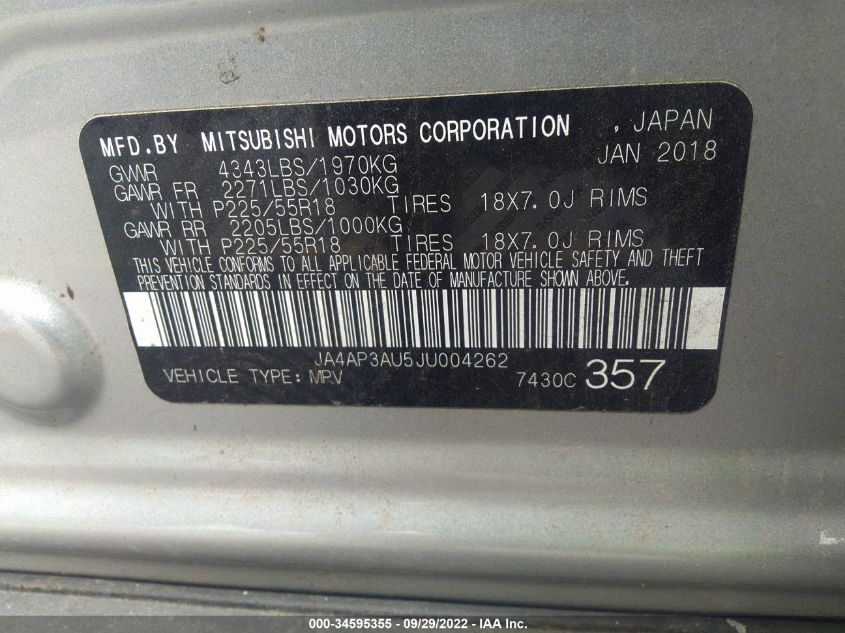 MFD.BY MITSUBISHI MOTORS CORPORATION , JAPAN
JAN 2018
GVWR 4343LBS/1970KG
GAWR FR 2271LBS/1030KG
WITH P225/55R18 TIRES 18X7.0J RIMS
GAWR RR 2205LBS/1000KG
WITH P225/55R18 TIRES 18X7.0J RIMS
THIS VEHICLE CONFORMS TO ALL APPLICABLE FEDERAL MOTOR VEHICLE SAFETY AND THEFT
PREVENTION STANDARDS IN EFFECT ON THE DATE OF MANUFACTURE SHOWN ABOVE.
JA4AP3AU5JU004262
VEHICLE TYPE: MPV 7430C 357
000-34595355 - 09/29/2022 - IAA Inc.